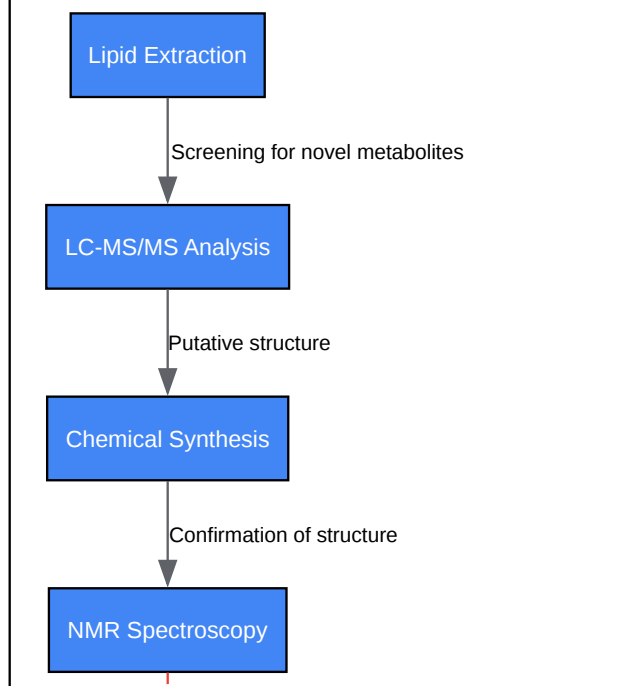 Lipid Extraction
Screening for novel metabolites
LC-MS/MS Analysis
Putative structure
Chemical Synthesis
Confirmation of structure
NMR Spectroscopy